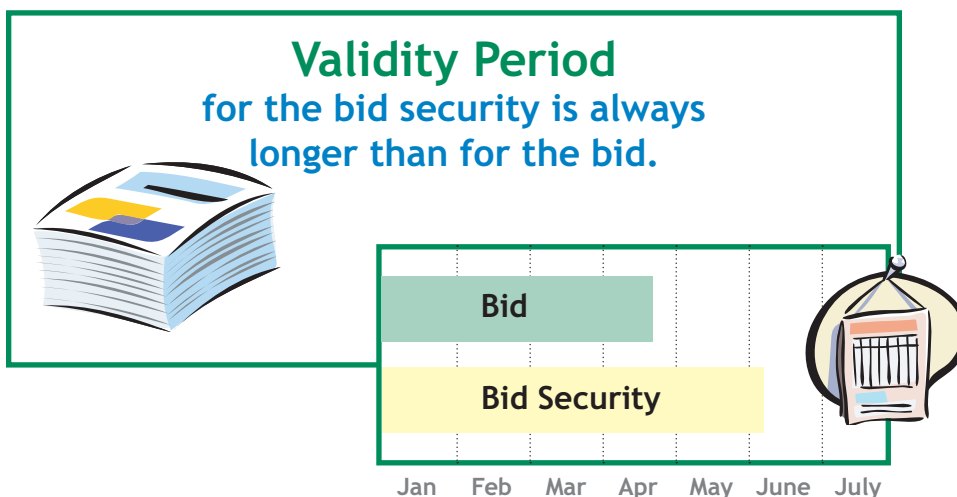 Validity Period
for the bid security is always
longer than for the bid.
Bid
Bid Security
Jan Feb Mar Apr May June July